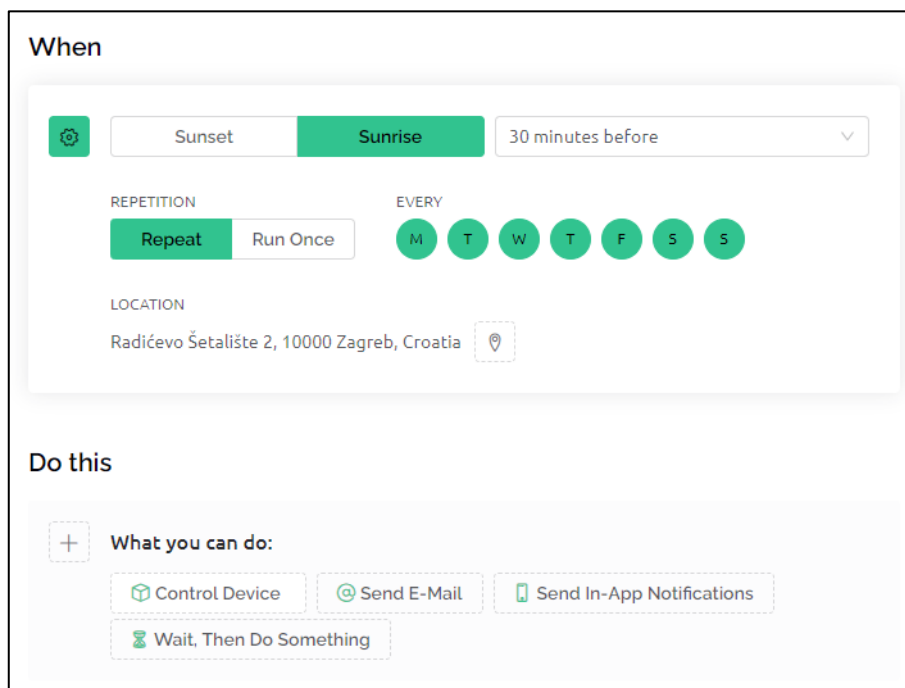 When
Sunset Sunrise 30 minutes before
REPETITION EVERY
Repeat Run Once M T W T F S S
LOCATION
Radićevo Šetalište 2, 10000 Zagreb, Croatia
Do this
What you can do:
Control Device Send E-Mail Send In-App Notifications
Wait, Then Do Something